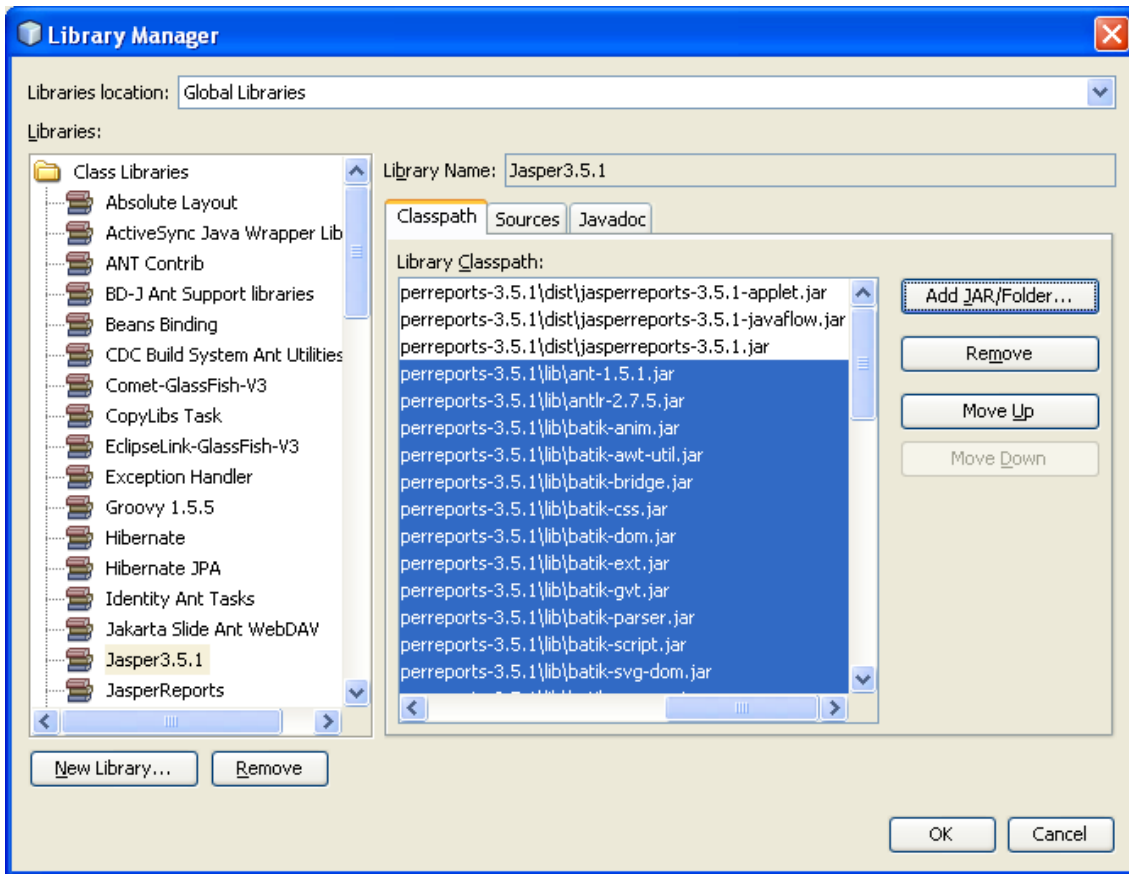 Library Manager
Libraries location: Global Libraries
Libraries:
Class Libraries
Absolute Layout
ActiveSync Java Wrapper Lib
ANT Contrib
BD-J Ant Support libraries
Beans Binding
CDC Build System Ant Utilities
Comet-GlassFish-V3
CopyLibs Task
EclipseLink-GlassFish-V3
Exception Handler
Groovy 1.5.5
Hibernate
Hibernate JPA
Identity Ant Tasks
Jakarta Slide Ant WebDAV
Jasper3.5.1
JasperReports
New Library... Remove
Library Name: Jasper3.5.1
Classpath Sources Javadoc
Library Classpath:
perreports-3.5.1\dist\jasperreports-3.5.1-applet.jar
perreports-3.5.1\dist\jasperreports-3.5.1-javaflow.jar
perreports-3.5.1\dist\jasperreports-3.5.1.jar
perreports-3.5.1\lib\ant-1.5.1.jar
perreports-3.5.1\lib\antlr-2.7.5.jar
perreports-3.5.1\lib\batik-anim.jar
perreports-3.5.1\lib\batik-awt-util.jar
perreports-3.5.1\lib\batik-bridge.jar
perreports-3.5.1\lib\batik-css.jar
perreports-3.5.1\lib\batik-dom.jar
perreports-3.5.1\lib\batik-ext.jar
perreports-3.5.1\lib\batik-gvt.jar
perreports-3.5.1\lib\batik-parser.jar
perreports-3.5.1\lib\batik-script.jar
perreports-3.5.1\lib\batik-svg-dom.jar
Add JAR/Folder...
Remove
Move Up
Move Down
OK Cancel